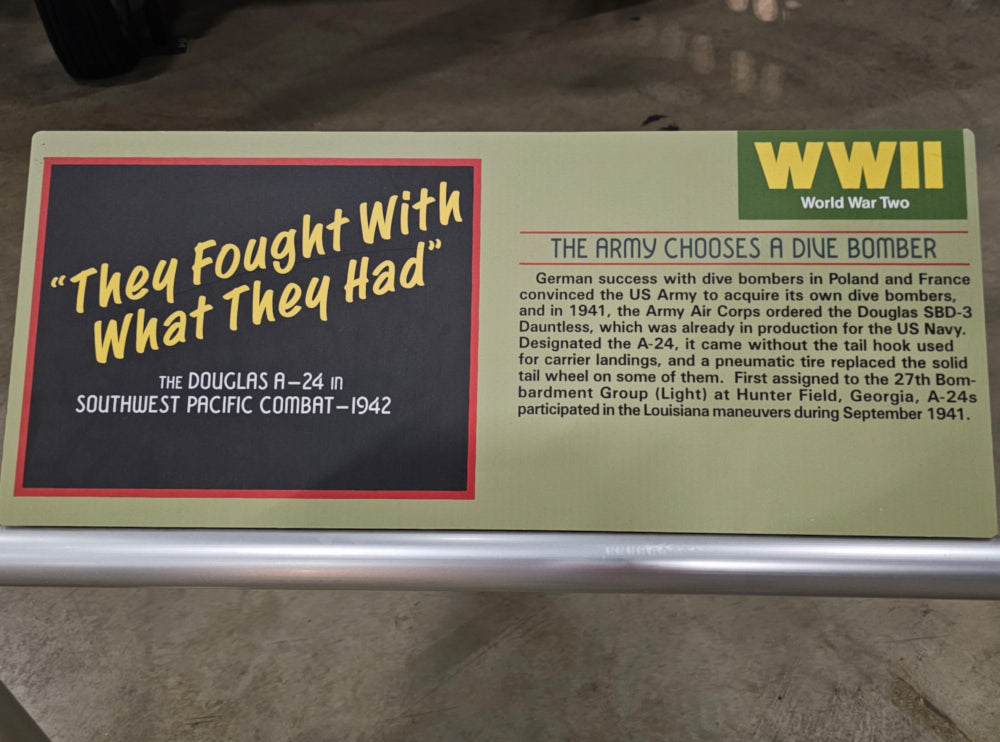 "They Fought With
What They Had"
THE DOUGLAS A–24 IN
SOUTHWEST PACIFIC COMBAT–1942
WWII
World War Two
THE ARMY CHOOSES A DIVE BOMBER
German success with dive bombers in Poland and France
convinced the US Army to acquire its own dive bombers,
and in 1941, the Army Air Corps ordered the Douglas SBD-3
Dauntless, which was already in production for the US Navy.
Designated the A-24, it came without the tail hook used
for carrier landings, and a pneumatic tire replaced the solid
tail wheel on some of them. First assigned to the 27th Bom-
bardment Group (Light) at Hunter Field, Georgia, A-24s
participated in the Louisiana maneuvers during September 1941.